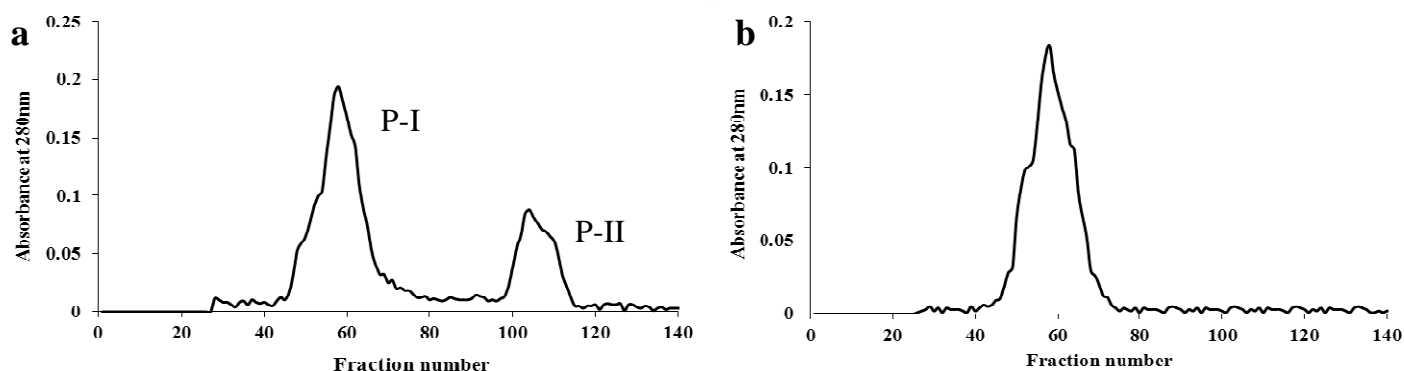 a
0.25
0.2
0.15
0.1
0.05
0
Absorbance at 280nm
P-I
P-II
1 20 40 60 80 100 120 140
Fraction number
b
0.2
0.15
0.1
0.05
0
Absorbance at 280nm
0 20 40 60 80 100 120 140
Fraction number